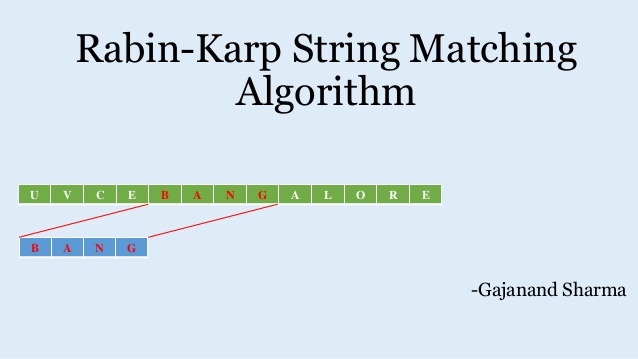 Rabin-Karp String Matching
Algorithm
U V C E B A N G A L O R E
B A N G
-Gajanand Sharma